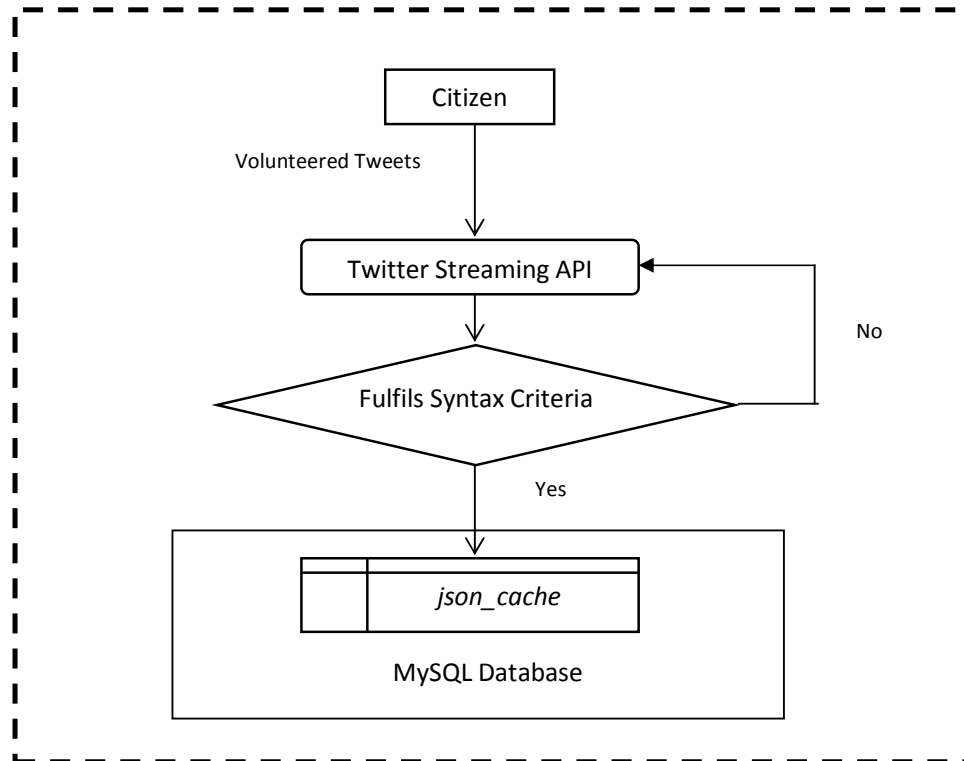 Citizen
Volunteered Tweets
Twitter Streaming API
No
Fulfils Syntax Criteria
Yes
json_cache
MySQL Database